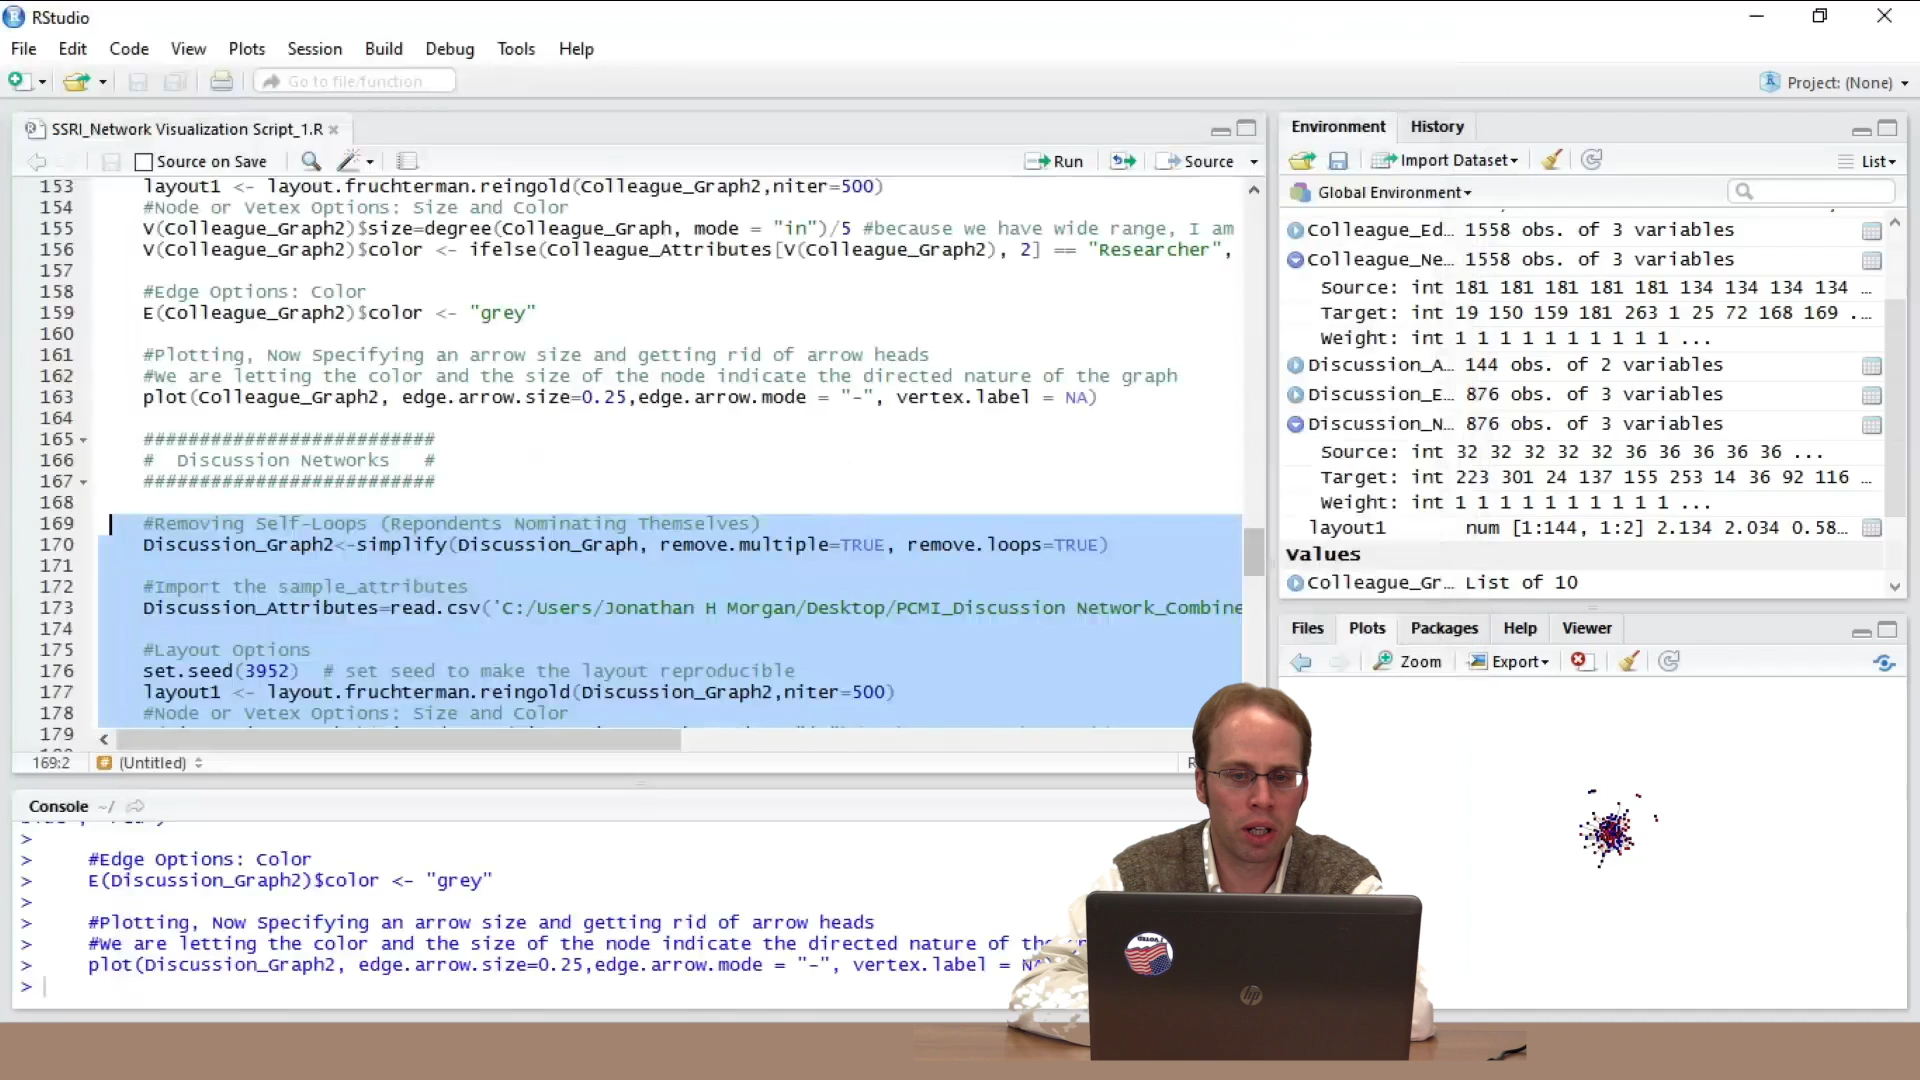 RStudio
File Edit Code View Plots Session Build Debug Tools Help
Go to file/function
Project: (None)
SSRI_Network Visualization Script_1.R
Source on Save
Run
Source
153 layout1 <- layout.fruchterman.reingold(Colleague_Graph2,niter=500)
154 #Node or Vetex Options: Size and Color
155 V(Colleague_Graph2)$size=degree(Colleague_Graph, mode = "in")/5 #because we have wide range, I am
156 V(Colleague_Graph2)$color <- ifelse(Colleague_Attributes[V(Colleague_Graph2), 2] == "Researcher",
157
158 #Edge Options: Color
159 E(Colleague_Graph2)$color <- "grey"
160
161 #Plotting, Now Specifying an arrow size and getting rid of arrow heads
162 #We are letting the color and the size of the node indicate the directed nature of the graph
163 plot(Colleague_Graph2, edge.arrow.size=0.25,edge.arrow.mode = "-", vertex.label = NA)
164
165 ##########################
166 # Discussion Networks #
167 ##########################
168
169 #Removing Self-Loops (Repondents Nominating Themselves)
170 Discussion_Graph2<-simplify(Discussion_Graph, remove.multiple=TRUE, remove.loops=TRUE)
171
172 #Import the sample_attributes
173 Discussion_Attributes=read.csv('C:/Users/Jonathan H Morgan/Desktop/PCMI_Discussion Network_Combine
174
175 #Layout Options
176 set.seed(3952) # set seed to make the layout reproducible
177 layout1 <- layout.fruchterman.reingold(Discussion_Graph2,niter=500)
178 #Node or Vetex Options: Size and Color
179
169:2 # (Untitled)
Console ~/
>
> #Edge Options: Color
> E(Discussion_Graph2)$color <- "grey"
>
> #Plotting, Now Specifying an arrow size and getting rid of arrow heads
> #We are letting the color and the size of the node indicate the directed nature of the
> plot(Discussion_Graph2, edge.arrow.size=0.25,edge.arrow.mode = "-", vertex.label = NA)
>
Environment History
Import Dataset
List
Global Environment
Colleague_Ed... 1558 obs. of 3 variables
Colleague_Ne... 1558 obs. of 3 variables
Source: int 181 181 181 181 181 134 134 134 134 ...
Target: int 19 150 159 181 263 1 25 72 168 169 ...
Weight: int 1 1 1 1 1 1 1 1 1 1 ...
Discussion_A... 144 obs. of 2 variables
Discussion_E... 876 obs. of 3 variables
Discussion_N... 876 obs. of 3 variables
Source: int 32 32 32 32 32 36 36 36 36 36 ...
Target: int 223 301 24 137 155 253 14 36 92 116 ...
Weight: int 1 1 1 1 1 1 1 1 1 1 ...
layout1 num [1:144, 1:2] 2.134 2.034 0.58...
Values
Colleague_Gr... List of 10
Files Plots Packages Help Viewer
Zoom Export
I VOTED
hp